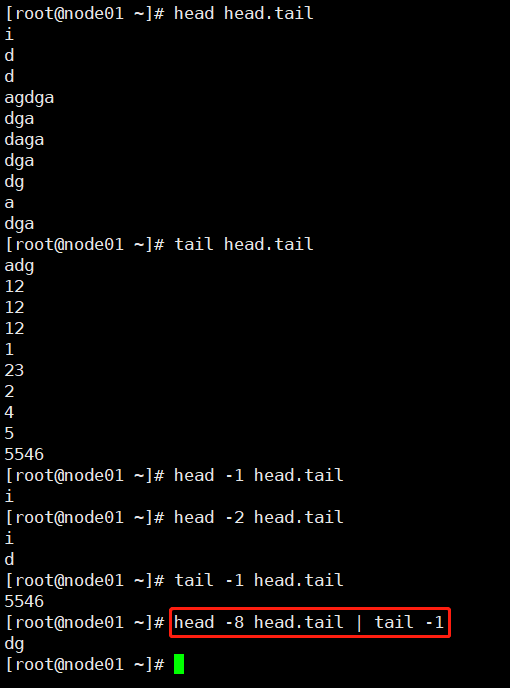 [root@node01 ~]# head head.tail
i
d
d
agdga
dga
daga
dga
dg
a
dga
[root@node01 ~]# tail head.tail
adg
12
12
12
1
23
2
4
5
5546
[root@node01 ~]# head -1 head.tail
i
[root@node01 ~]# head -2 head.tail
i
d
[root@node01 ~]# tail -1 head.tail
5546
[root@node01 ~]# head -8 head.tail | tail -1
dg
[root@node01 ~]#